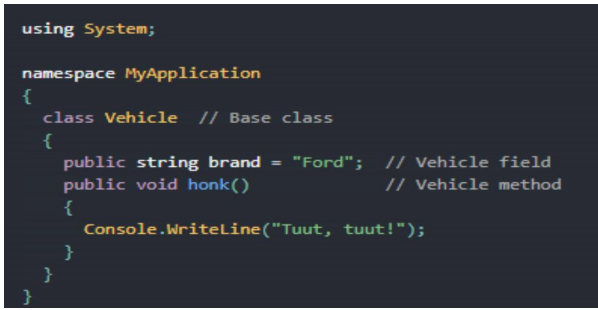 using System;
namespace MyApplication
{
class Vehicle  // Base class
{
public string brand = "Ford";  // Vehicle field
public void honk()             // Vehicle method
{
Console.WriteLine("Tuut, tuut!");
}
}
}